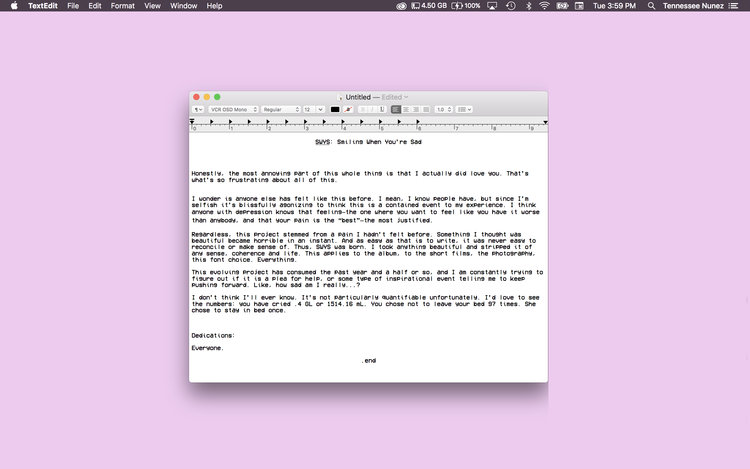 TextEdit File Edit Format View Window Help 4.50 GB 100% Tue 3:59 PM Tennessee Nunez
Untitled — Edited
¶ VCR OSD Mono Regular 12 a B I U 1.0
0 1 2 3 4 5 6 7 8 9
SWYS: Smiling When You're Sad
Honestly, the most annoying part of this whole thing is that I actually did love you. That's
what's so frustrating about all of this.
I wonder is anyone else has felt like this before. I mean, I know people have, but since I'm
selfish it's blissfully agonizing to think this is a contained event to my experience. I think
anyone with depression knows that feeling—the one where you want to feel like you have it worse
than anybody, and that your pain is the "best"—the most justified.
Regardless, this project stemmed from a pain I hadn't felt before. Something I thought was
beautiful became horrible in an instant. And as easy as that is to write, it was never easy to
reconcile or make sense of. Thus, SWYS was born. I took anything beautiful and stripped it of
any sense, coherence and life. This applies to the album, to the short films, the photography,
this font choice. Everything.
This evolving project has consumed the past year and a half or so, and I am constantly trying to
figure out if it is a plea for help, or some type of inspirational event telling me to keep
pushing forward. Like, how sad am I really...?
I don't think I'll ever know. It's not particularly quantifiable unfortunately. I'd love to see
the numbers: you have cried .4 GL or 1514.16 mL. You chose not to leave your bed 97 times. She
chose to stay in bed once.
Dedications:
Everyone.
.end